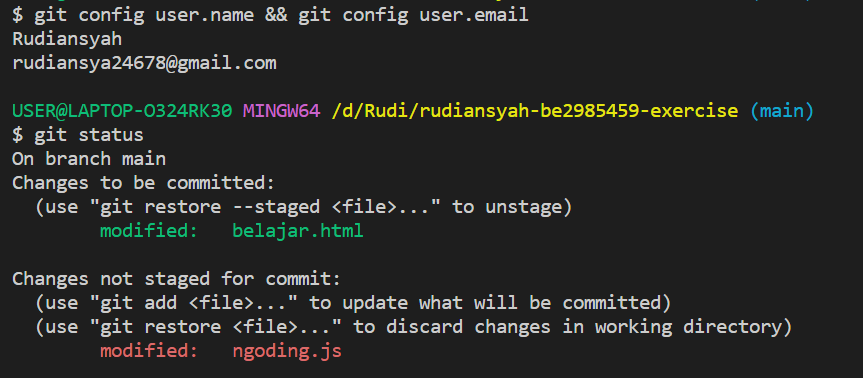 $ git config user.name && git config user.email
Rudiansyah
rudiansya24678@gmail.com
USER@LAPTOP-O324RK30 MINGW64 /d/Rudi/rudiansyah-be2985459-exercise (main)
$ git status
On branch main
Changes to be committed:
  (use "git restore --staged <file>..." to unstage)
        modified:   belajar.html
Changes not staged for commit:
  (use "git add <file>..." to update what will be committed)
  (use "git restore <file>..." to discard changes in working directory)
        modified:   ngoding.js